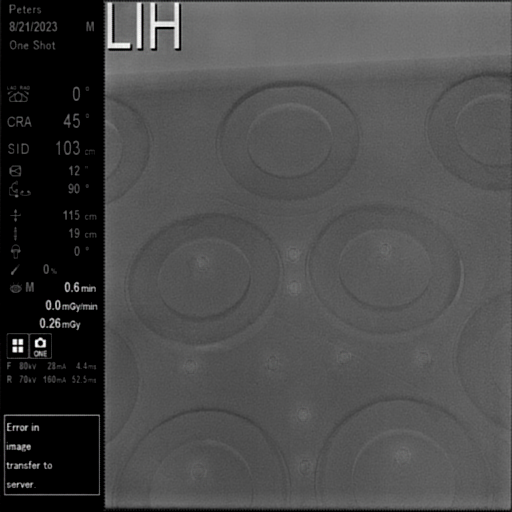 LIH
Peters
8/21/2023 M
One Shot
LAO RAO 0°
CRA 45°
SID 103 cm
12°
90°
115 cm
19 cm
0°
0%
M 0.6 min
0.0 mGy/min
0.26 mGy
ONE
F 80kV 28mA 4.4ms
R 70kV 160mA 52.5ms
Error in
image
transfer to
server.